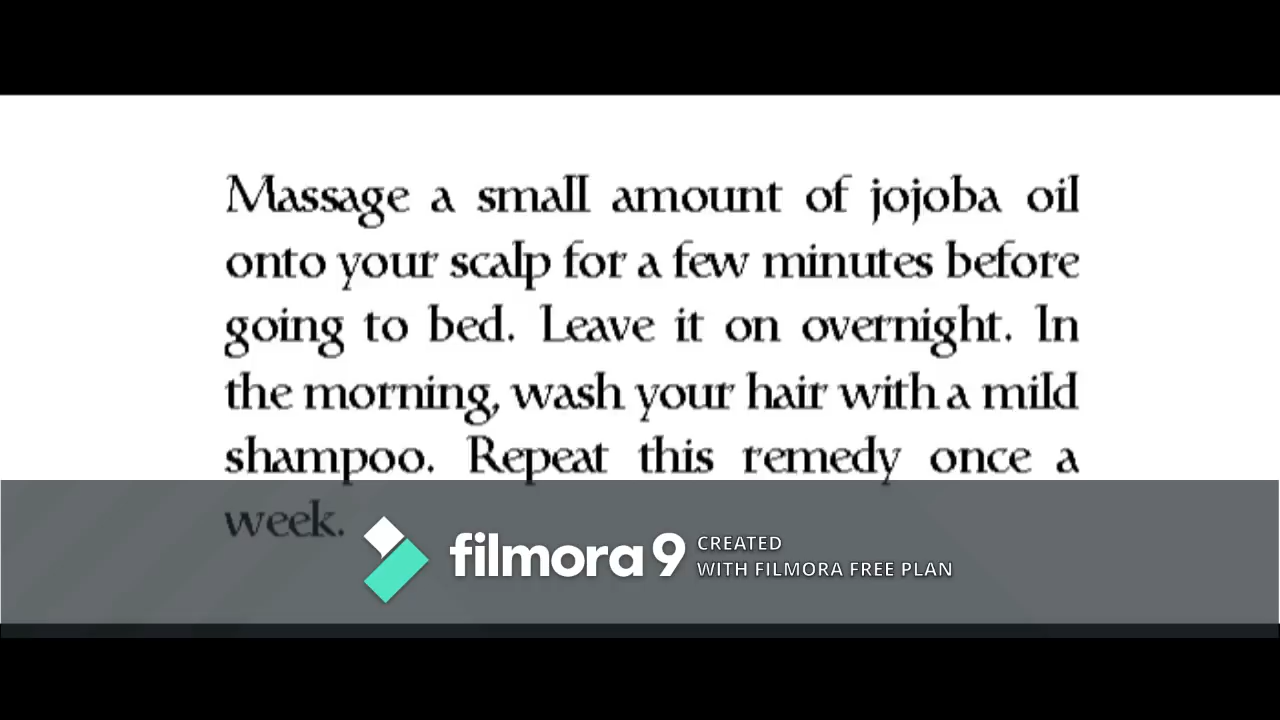 Massage a small amount of jojoba oil
onto your scalp for a few minutes before
going to bed. Leave it on overnight. In
the morning, wash your hair with a mild
shampoo. Repeat this remedy once a
week.
filmora9
CREATED
WITH FILMORA FREE PLAN